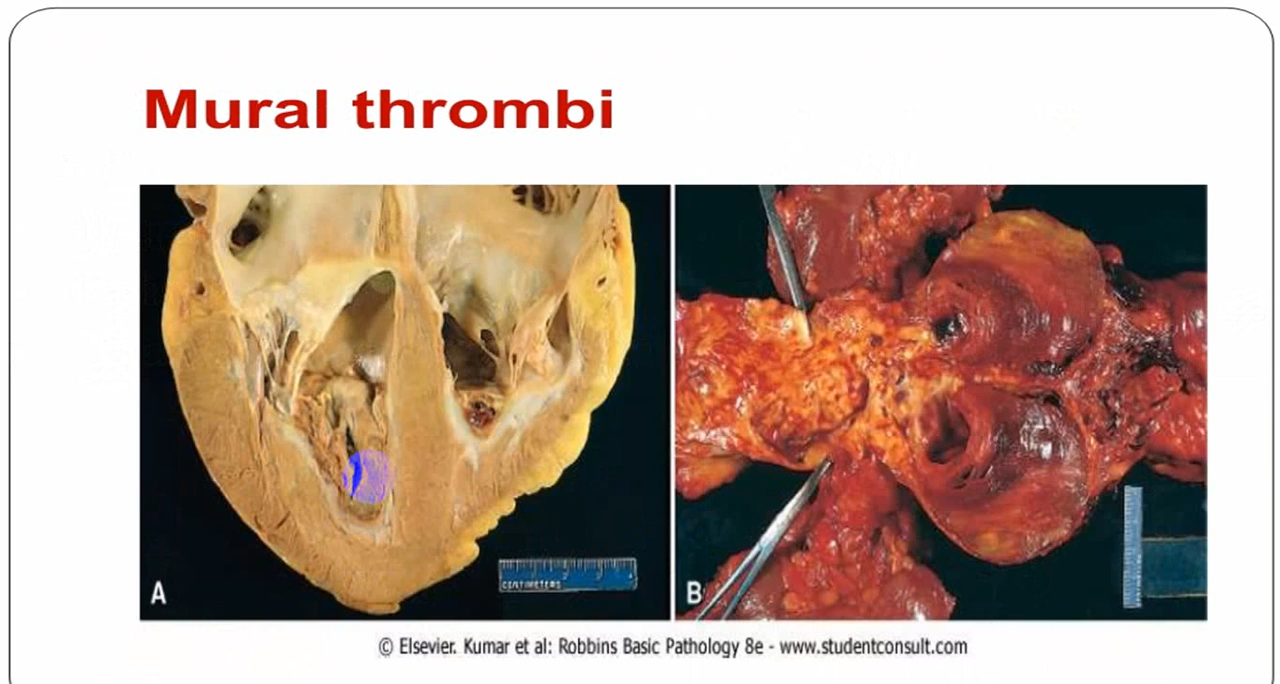 Mural thrombi
CENTIMETERS
A
B
© Elsevier. Kumar et al: Robbins Basic Pathology 8e - www.studentconsult.com